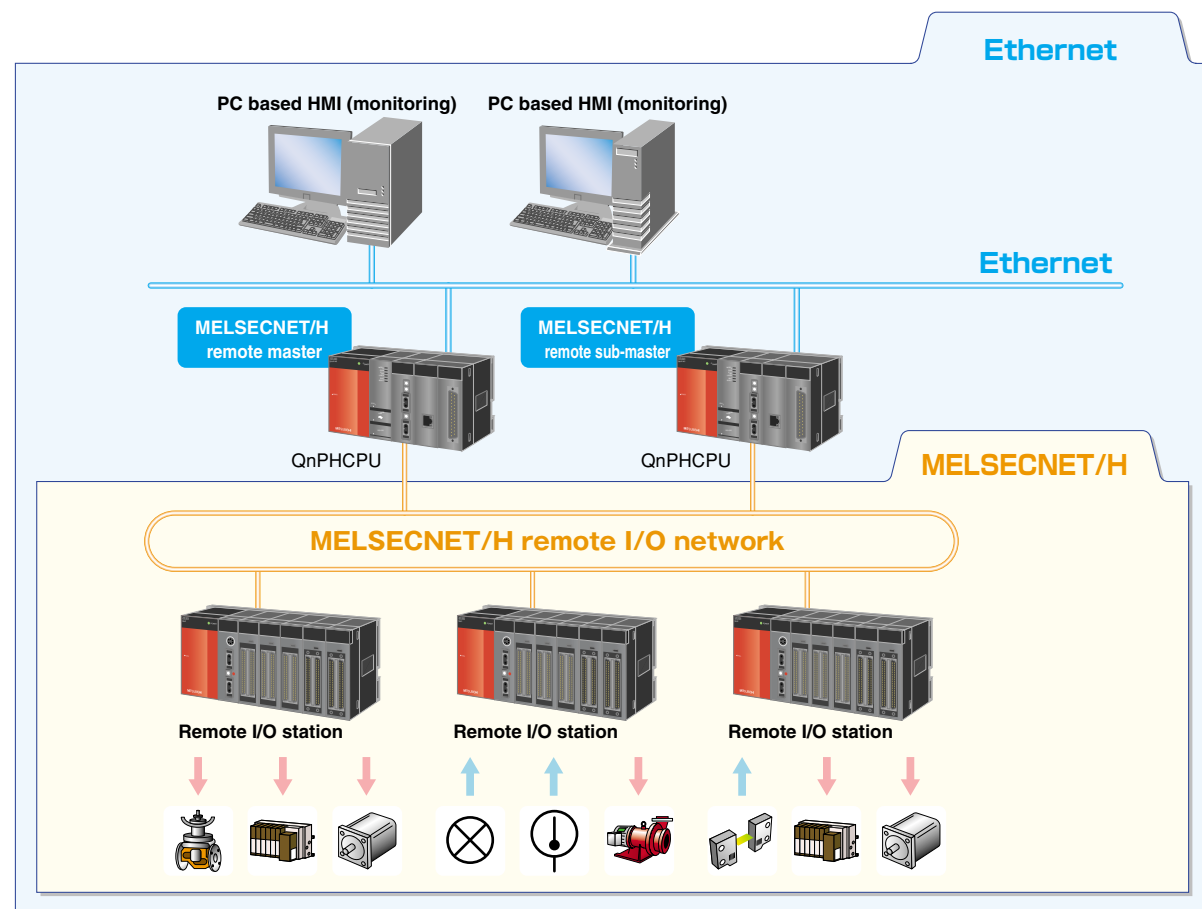 Ethernet
PC based HMI (monitoring)
PC based HMI (monitoring)
Ethernet
MELSECNET/H
remote master
MELSECNET/H
remote sub-master
QnPHCPU
QnPHCPU
MELSECNET/H
MELSECNET/H remote I/O network
Remote I/O station
Remote I/O station
Remote I/O station